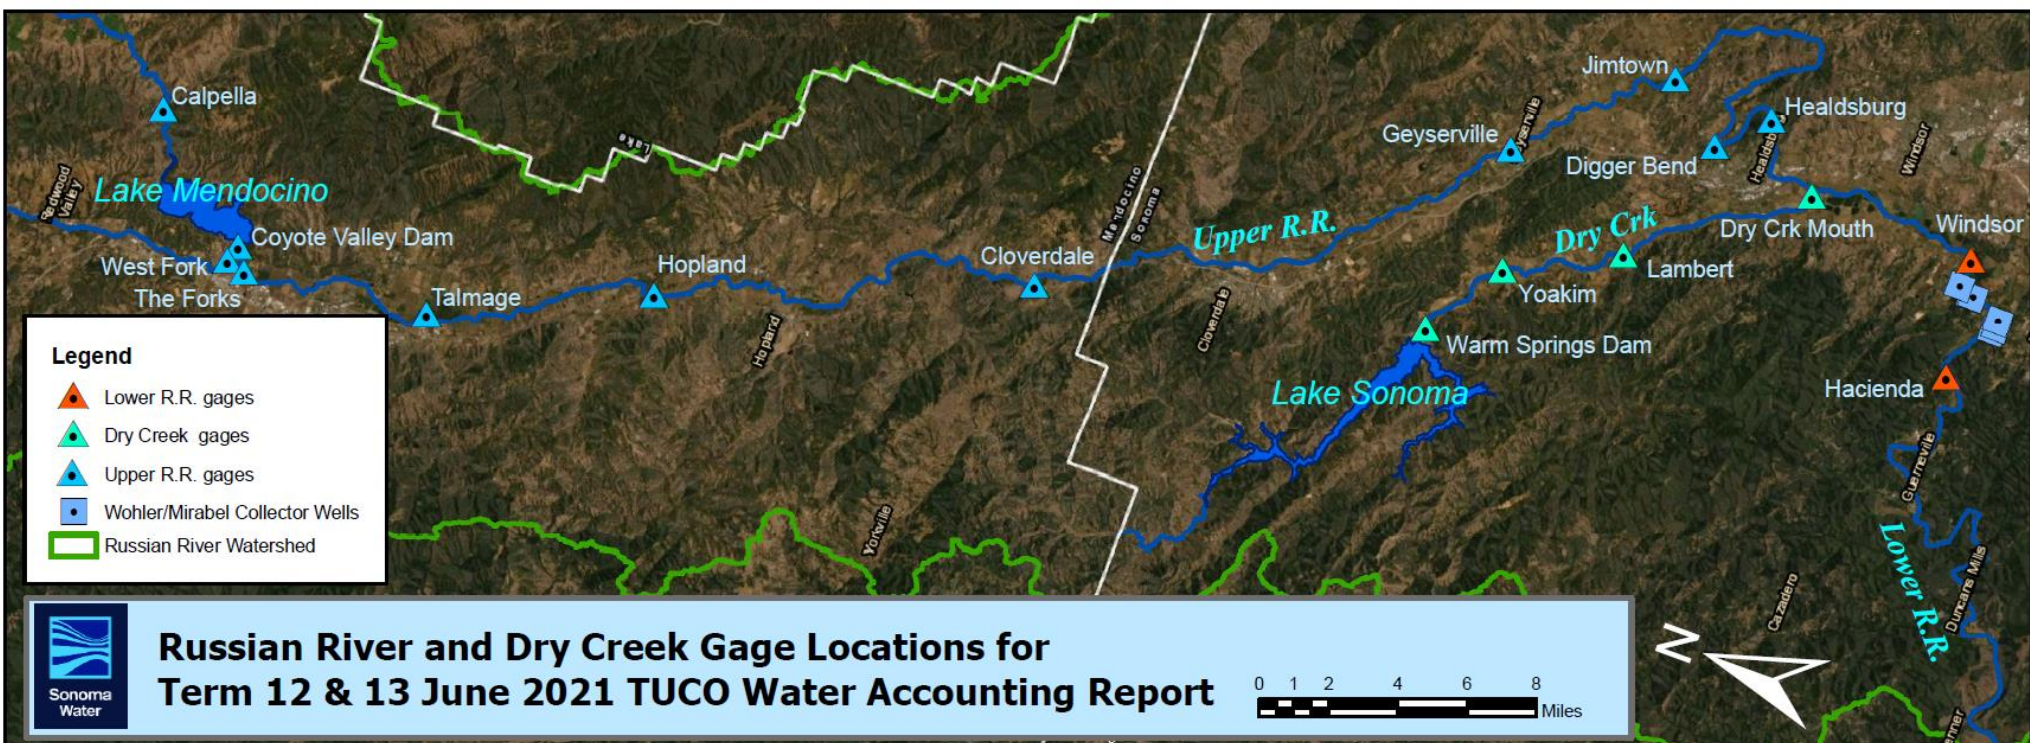 Calpella
Redwood
Valley
Lake Mendocino
Coyote Valley Dam
West Fork
The Forks
Talmage
Lake
Hopland
Hopland
Cloverdale
Mendocino
Sonoma
Upper R.R.
Cloverdale
Geyserville
Jimtown
Digger Bend
Healdsburg
Windsor
Dry Crk
Dry Crk Mouth
Windsor
Lambert
Yoakim
Warm Springs Dam
Lake Sonoma
Hacienda
Guerneville
Lower R.R.
Duncans Mills
Cazadero
Yorkville
Legend
Lower R.R. gages
Dry Creek gages
Upper R.R. gages
Wohler/Mirabel Collector Wells
Russian River Watershed
Sonoma
Water
Russian River and Dry Creek Gage Locations for
Term 12 & 13 June 2021 TUCO Water Accounting Report
0 1 2 4 6 8
Miles
N